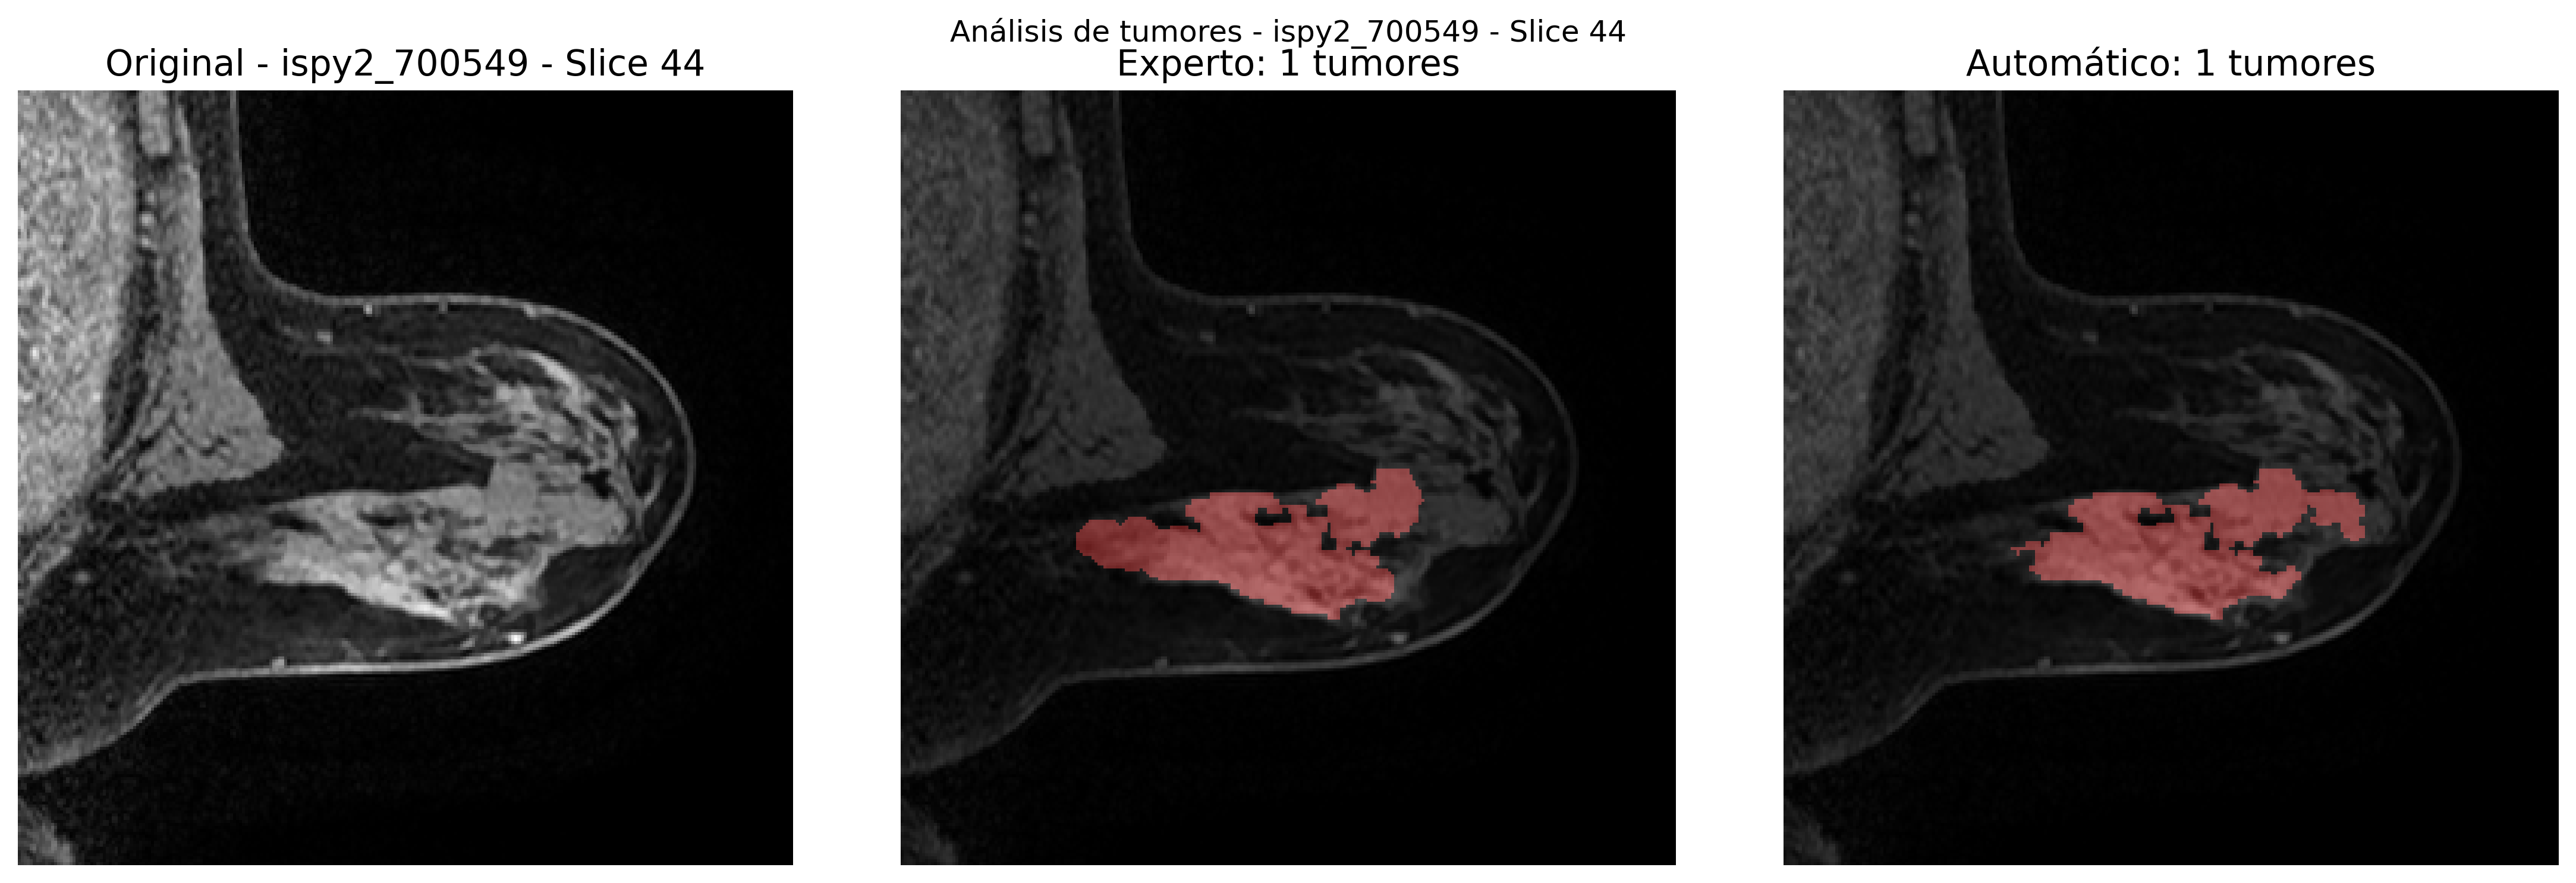 Análisis de tumores - ispy2_700549 - Slice 44
Original - ispy2_700549 - Slice 44
Experto: 1 tumores
Automático: 1 tumores